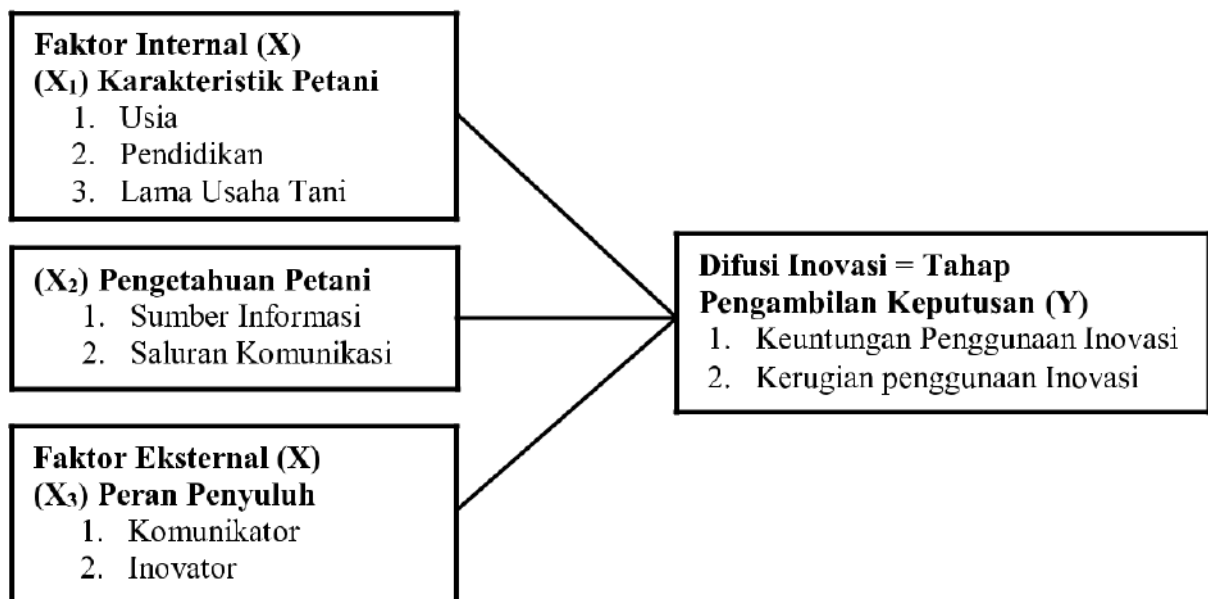 Faktor Internal (X)
(X₁) Karakteristik Petani
1. Usia
2. Pendidikan
3. Lama Usaha Tani
(X₂) Pengetahuan Petani
1. Sumber Informasi
2. Saluran Komunikasi
Faktor Eksternal (X)
(X₃) Peran Penyuluh
1. Komunikator
2. Inovator
Difusi Inovasi = Tahap
Pengambilan Keputusan (Y)
1. Keuntungan Penggunaan Inovasi
2. Kerugian penggunaan Inovasi